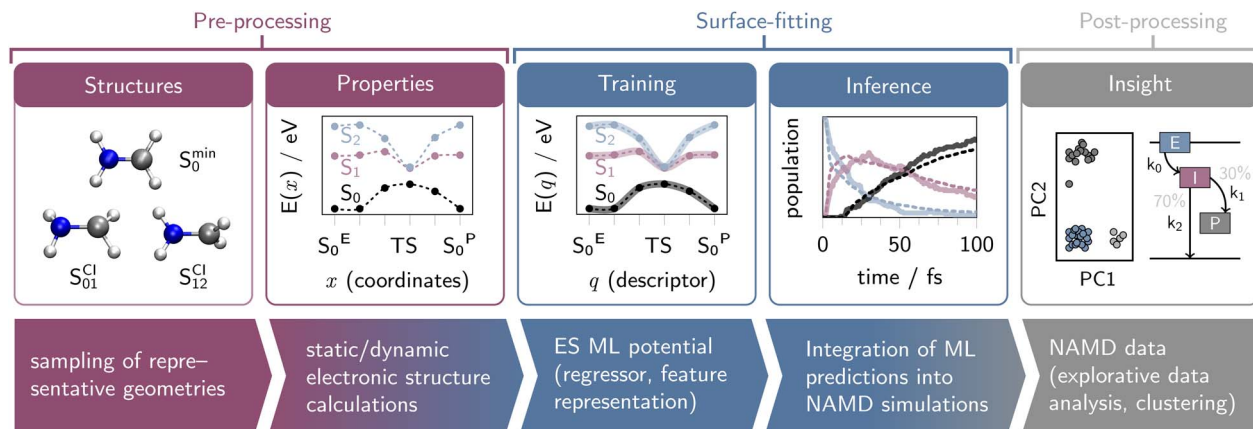 Pre-processing
Surface-fitting
Post-processing
Structures
Properties
Training
Inference
Insight
S₀ᵐⁱⁿ
S₀₁ᶜᴵ
S₁₂ᶜᴵ
E(x) / eV
S₂
S₁
S₀
S₀ᴱ TS S₀ᴾ
x (coordinates)
E(q) / eV
S₂
S₁
S₀
S₀ᴱ TS S₀ᴾ
q (descriptor)
population
0 50 100
time / fs
PC2
PC1
E
k₀
I
30%
k₁
70%
k₂
P
sampling of repre–
sentative geometries
static/dynamic
electronic structure
calculations
ES ML potential
(regressor, feature
representation)
Integration of ML
predictions into
NAMD simulations
NAMD data
(explorative data
analysis, clustering)